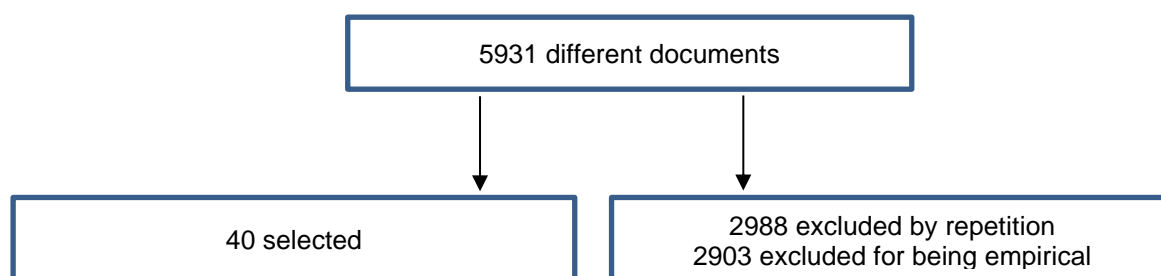 5931 different documents
40 selected
2988 excluded by repetition
2903 excluded for being empirical